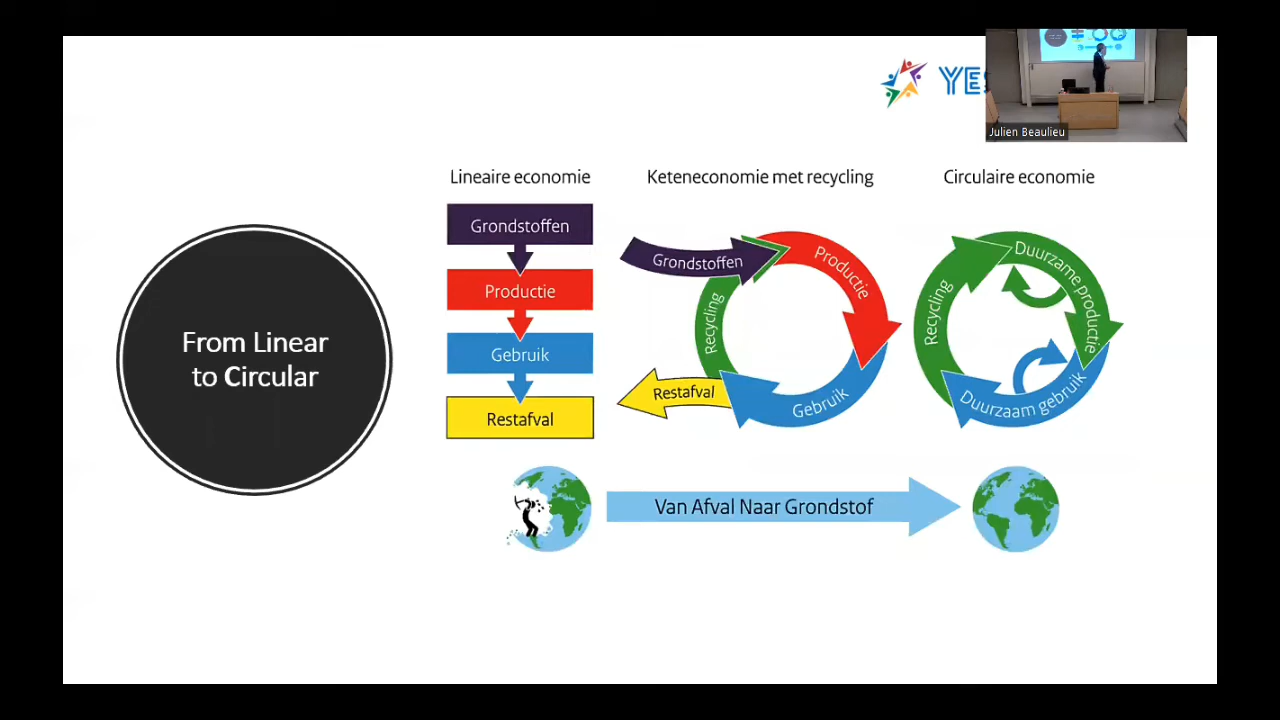 YES
Julien Beaulieu
From Linear
to Circular
Lineaire economie
Grondstoffen
Productie
Gebruik
Restafval
Keteneconomie met recycling
Grondstoffen
Productie
Gebruik
Recycling
Restafval
Circulaire economie
Duurzame productie
Duurzaam gebruik
Recycling
Van Afval Naar Grondstof